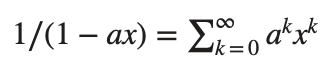 1/(1 − ax) = ∑_{k=0}^{∞} a^k x^k